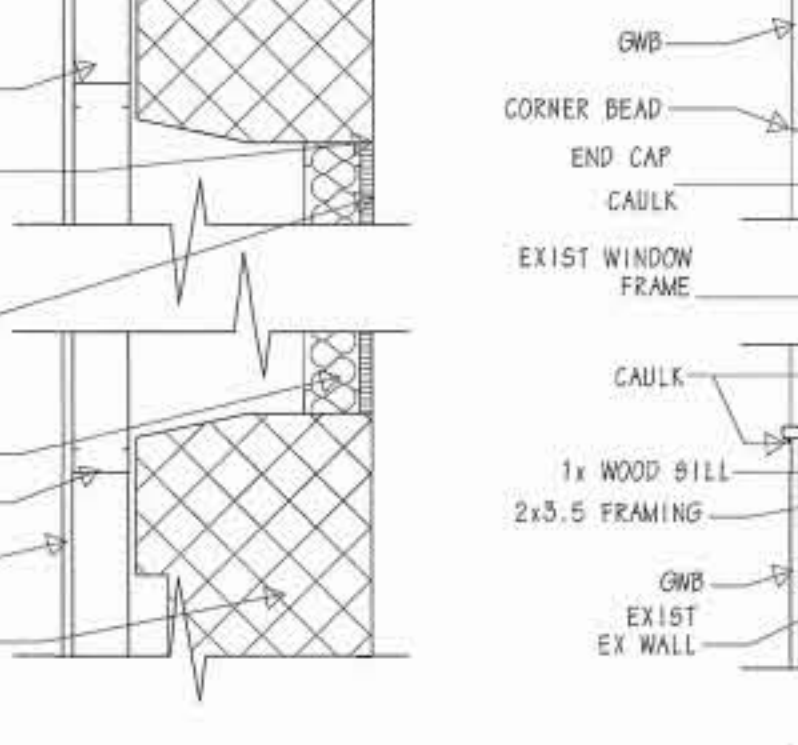 GWB
CORNER BEAD
END CAP
CAULK
EXIST WINDOW
FRAME
CAULK
1x WOOD SILL
2x3.5 FRAMING
GWB
EXIST
EX WALL